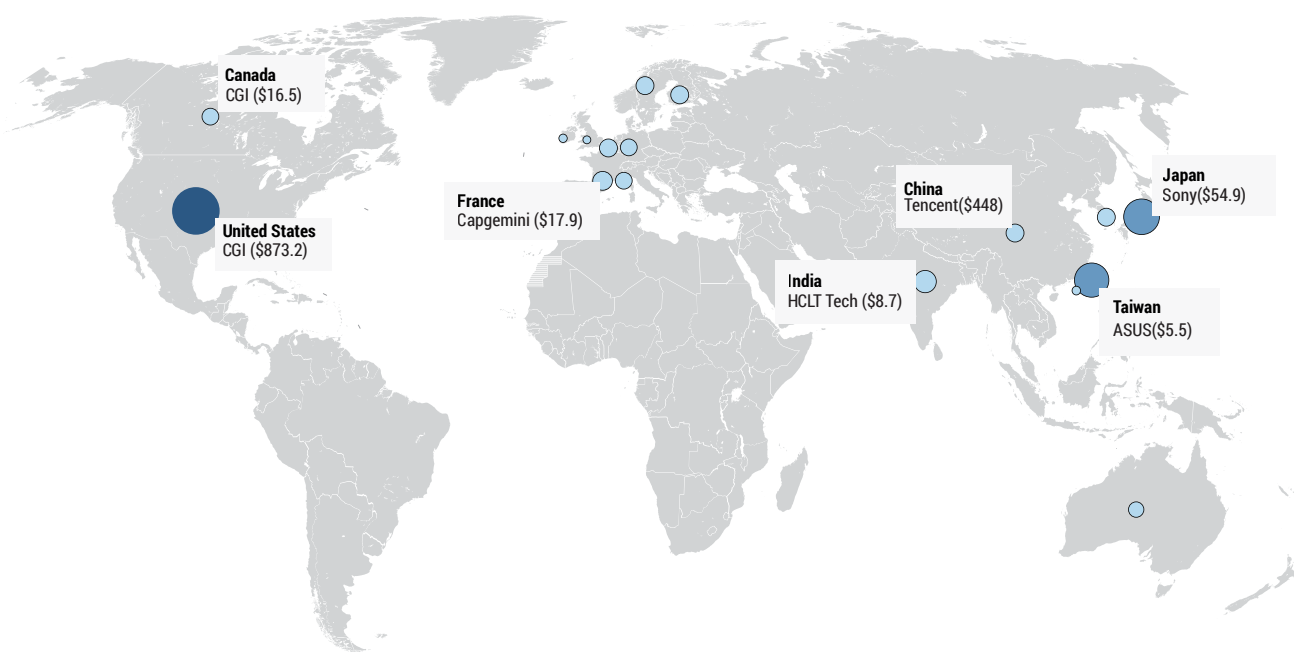 Canada
CGI ($16.5)
United States
CGI ($873.2)
France
Capgemini ($17.9)
China
Tencent($448)
India
HCLT Tech ($8.7)
Japan
Sony($54.9)
Taiwan
ASUS($5.5)